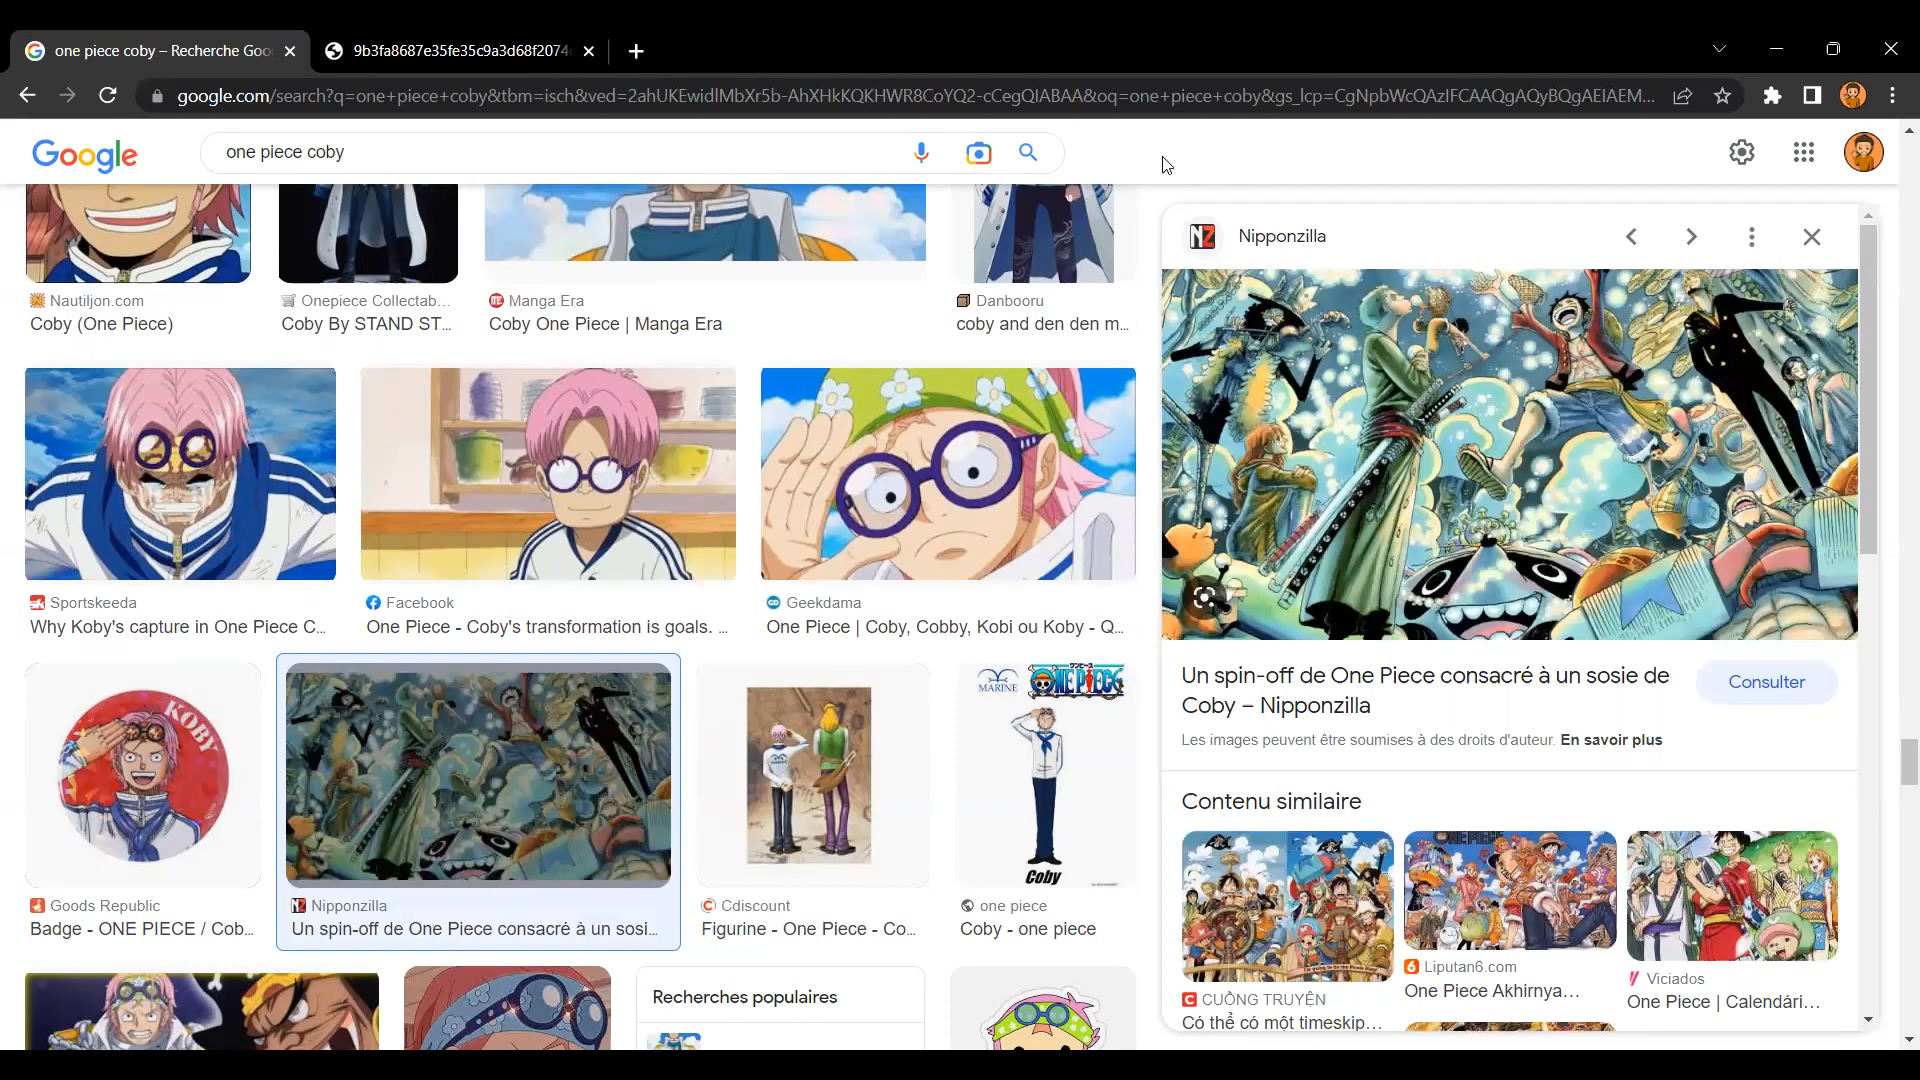 one piece coby – Recherche Goo
9b3fa8687e35fe35c9a3d68f2074
google.com/search?q=one+piece+coby&tbm=isch&ved=2ahUKEwidlMbXr5b-AhXHkKQKHWR8CoYQ2-cCegQIABAA&oq=one+piece+coby&gs_lcp=CgNpbWcQAzIFCAAQgAQyBQgAEIAEM...
Google
one piece coby
Nautiljon.com
Coby (One Piece)
Onepiece Collectab...
Coby By STAND ST...
Manga Era
Coby One Piece | Manga Era
Danbooru
coby and den den m...
Sportskeeda
Why Koby's capture in One Piece C...
Facebook
One Piece - Coby's transformation is goals. ...
Geekdama
One Piece | Coby, Cobby, Kobi ou Koby - Q...
KOBY
MARINE
ワンピース
ONE PIECE
Coby
Goods Republic
Badge - ONE PIECE / Cob...
Nipponzilla
Un spin-off de One Piece consacré à un sosi...
Cdiscount
Figurine - One Piece - Co...
one piece
Coby - one piece
Recherches populaires
NZ
Nipponzilla
Un spin-off de One Piece consacré à un sosie de
Coby – Nipponzilla
Consulter
Les images peuvent être soumises à des droits d'auteur. En savoir plus
Contenu similaire
CUỒNG TRUYỆN
Có thể có một timeskip...
Liputan6.com
One Piece Akhirnya...
Viciados
One Piece | Calendári...